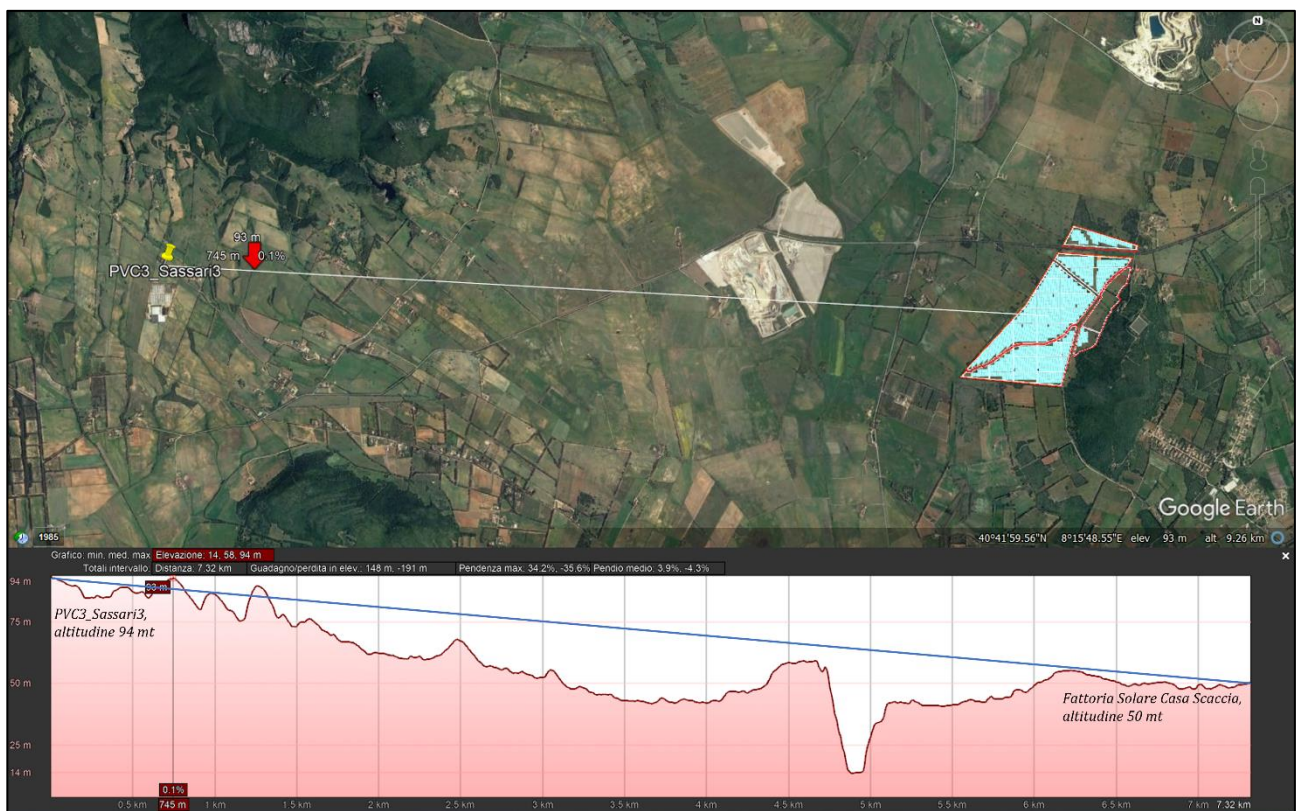 N
93 m
745 m 0.1%
PVC3_Sassari3
Google Earth
1985
40°41'59.56"N 8°15'48.55"E elev 93 m alt 9.26 km
Grafico: min. med. max Elevazione: 14, 58, 94 m
Totali intervallo: Distanza: 7.32 km Guadagno/perdita in elev.: 148 m. -191 m Pendenza max: 34.2%, -35.6% Pendio medio: 3.9%, -4.3%
94 m
93 m
PVC3_Sassari3,
altitudine 94 mt
75 m
50 m
Fattoria Solare Casa Scaccia,
altitudine 50 mt
25 m
14 m
0.1%
0.5 km 745 m 1 km 1.5 km 2 km 2.5 km 3 km 3.5 km 4 km 4.5 km 5 km 5.5 km 6 km 6.5 km 7 km 7.32 km